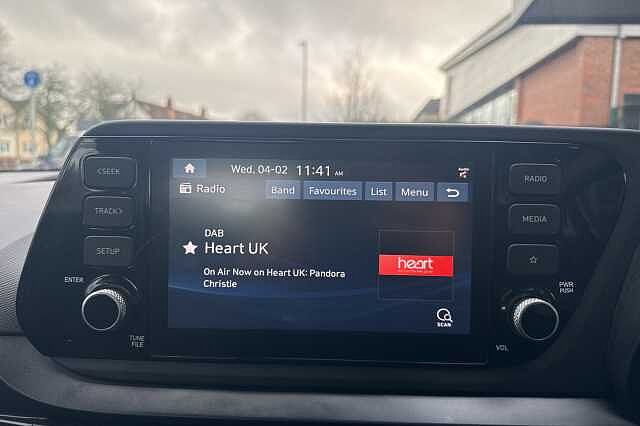 Wed. 04-02 11:41 AM
Radio Band Favourites List Menu
DAB
Heart UK
On Air Now on Heart UK: Pandora
Christie
heart
SCAN
<SEEK
TRACK>
SETUP
ENTER
TUNE
FILE
RADIO
MEDIA
PWR
PUSH
VOL